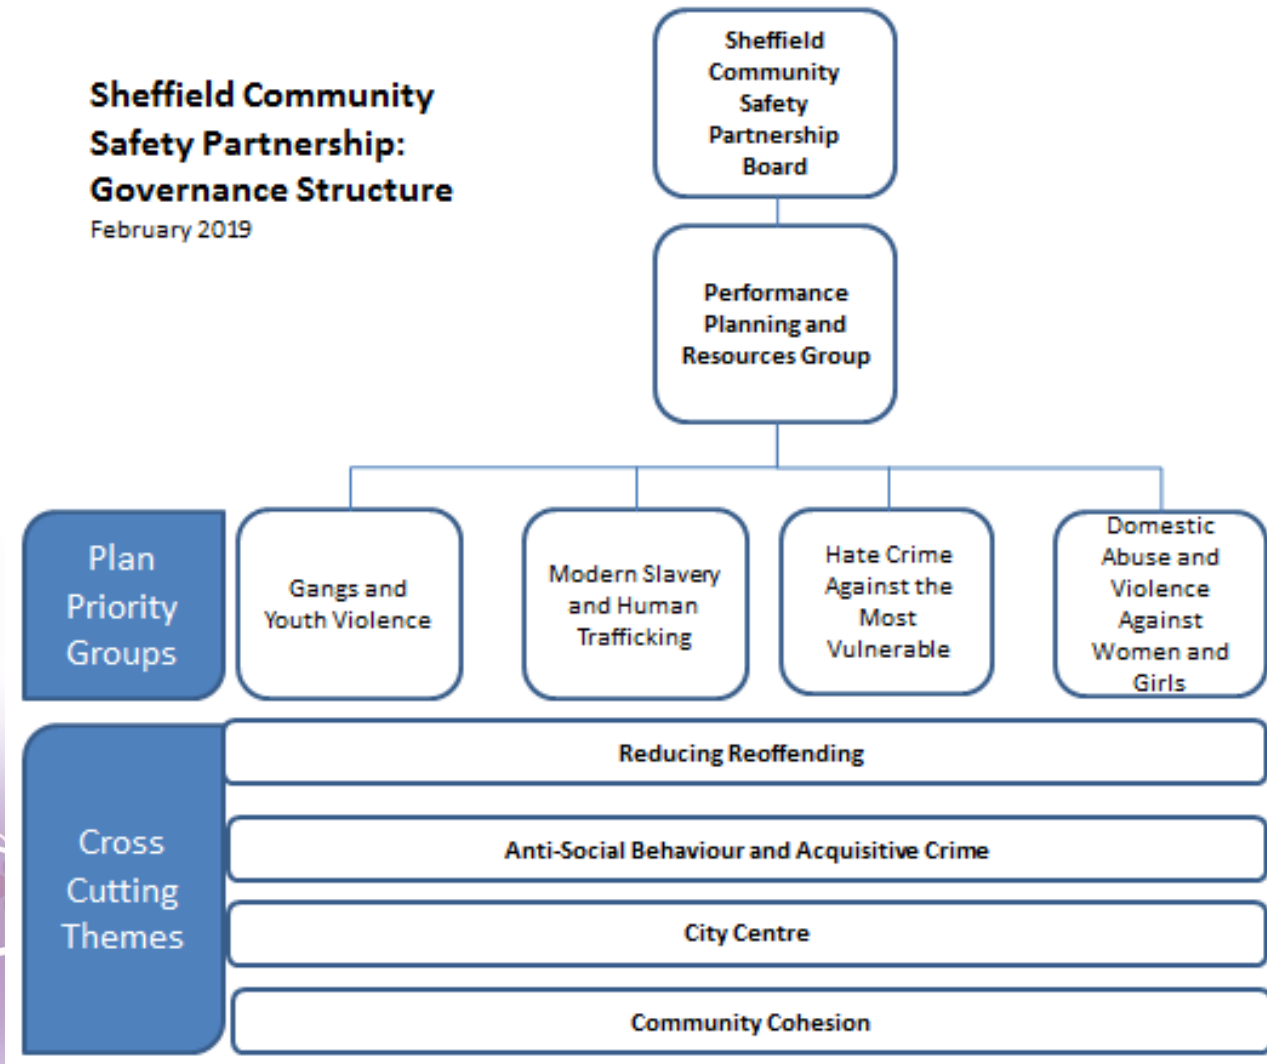 Sheffield Community
Safety Partnership:
Governance Structure
February 2019
Sheffield
Community
Safety
Partnership
Board
Performance
Planning and
Resources Group
Plan
Priority
Groups
Gangs and
Youth Violence
Modern Slavery
and Human
Trafficking
Hate Crime
Against the
Most
Vulnerable
Domestic
Abuse and
Violence
Against
Women and
Girls
Cross
Cutting
Themes
Reducing Reoffending
Anti-Social Behaviour and Acquisitive Crime
City Centre
Community Cohesion